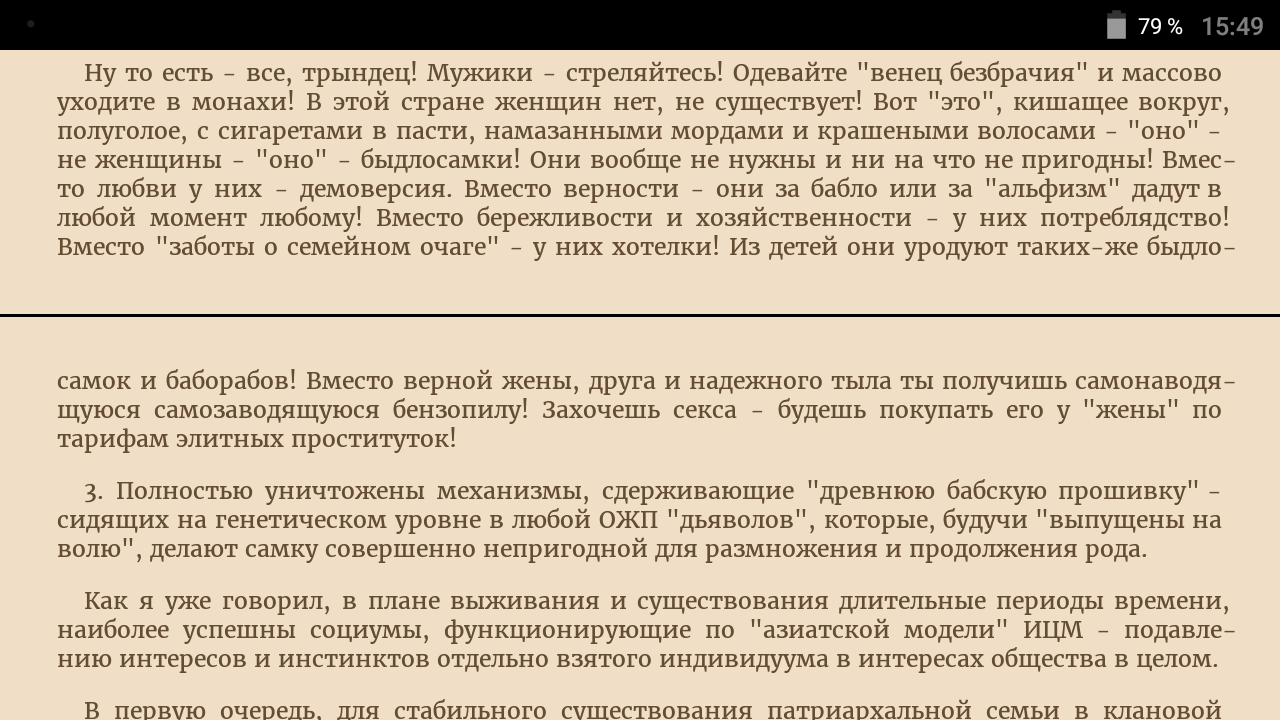 79 % 15:49
Ну то есть – все, трындец! Мужики – стреляйтесь! Одевайте "венец безбрачия" и массово
уходите в монахи! В этой стране женщин нет, не существует! Вот "это", кишащее вокруг,
полуголое, с сигаретами в пасти, намазанными мордами и крашеными волосами – "оно" –
не женщины – "оно" – быдлосамки! Они вообще не нужны и ни на что не пригодны! Вмес-
то любви у них – демоверсия. Вместо верности – они за бабло или за "альфизм" дадут в
любой момент любому! Вместо бережливости и хозяйственности – у них потреблядство!
Вместо "заботы о семейном очаге" – у них хотелки! Из детей они уродуют таких-же быдло-
самок и баборабов! Вместо верной жены, друга и надежного тыла ты получишь самонаводя-
щуюся самозаводящуюся бензопилу! Захочешь секса – будешь покупать его у "жены" по
тарифам элитных проституток!
3. Полностью уничтожены механизмы, сдерживающие "древнюю бабскую прошивку" –
сидящих на генетическом уровне в любой ОЖП "дьяволов", которые, будучи "выпущены на
волю", делают самку совершенно непригодной для размножения и продолжения рода.
Как я уже говорил, в плане выживания и существования длительные периоды времени,
наиболее успешны социумы, функционирующие по "азиатской модели" ИЦМ – подавле-
нию интересов и инстинктов отдельно взятого индивидуума в интересах общества в целом.
В первую очередь, для стабильного существования патриархальной семьи в клановой